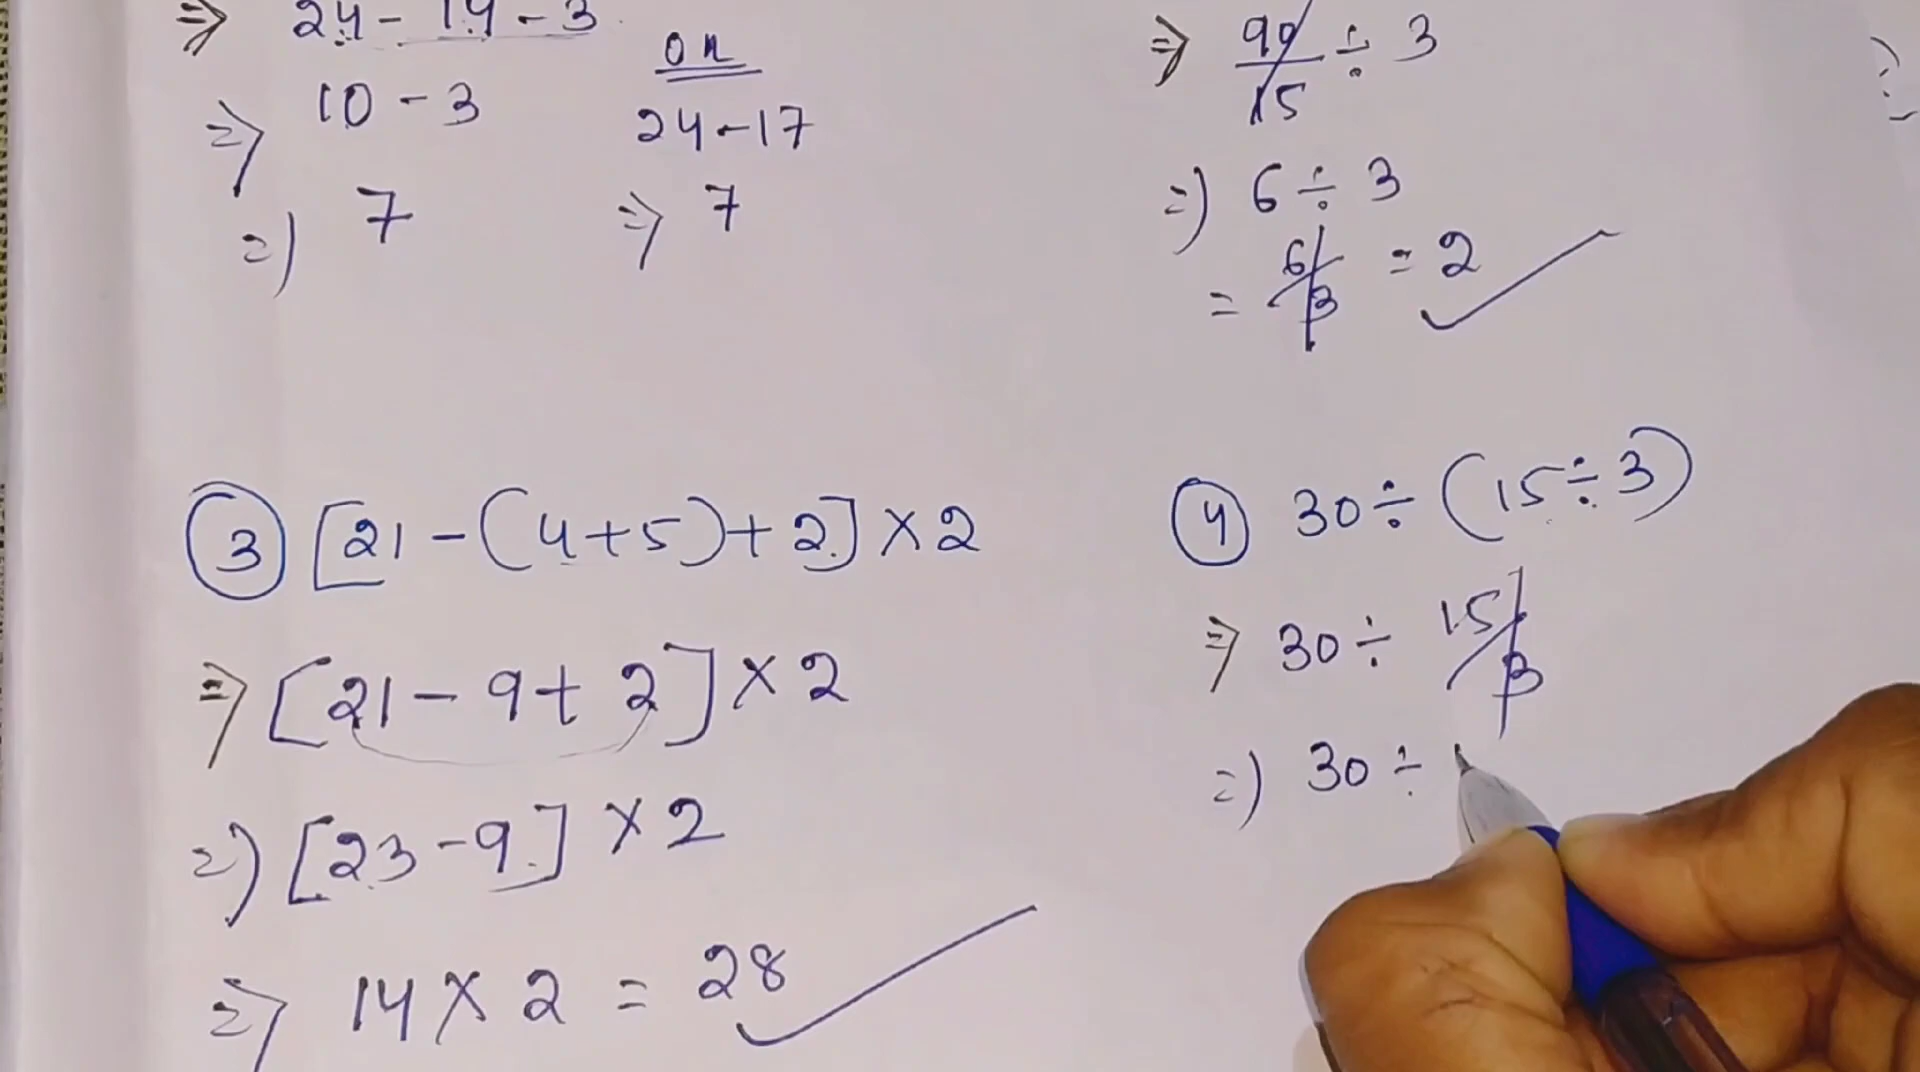 ⇒ 24 - 14 - 3
⇒ 10 - 3
⇒ 7
OR
24 - 17
⇒ 7
⇒ 90/15 ÷ 3
⇒ 6 ÷ 3
= 6/3 = 2
③ [21 - (4+5) + 2] × 2
⇒ [21 - 9 + 2] × 2
⇒ [23 - 9] × 2
⇒ 14 × 2 = 28
④ 30 ÷ (15 ÷ 3)
⇒ 30 ÷ 15/3
⇒ 30 ÷